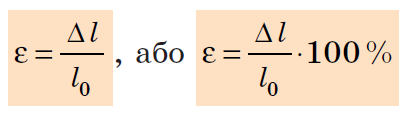 ε = Δl / l₀ , або ε = Δl / l₀ · 100 %